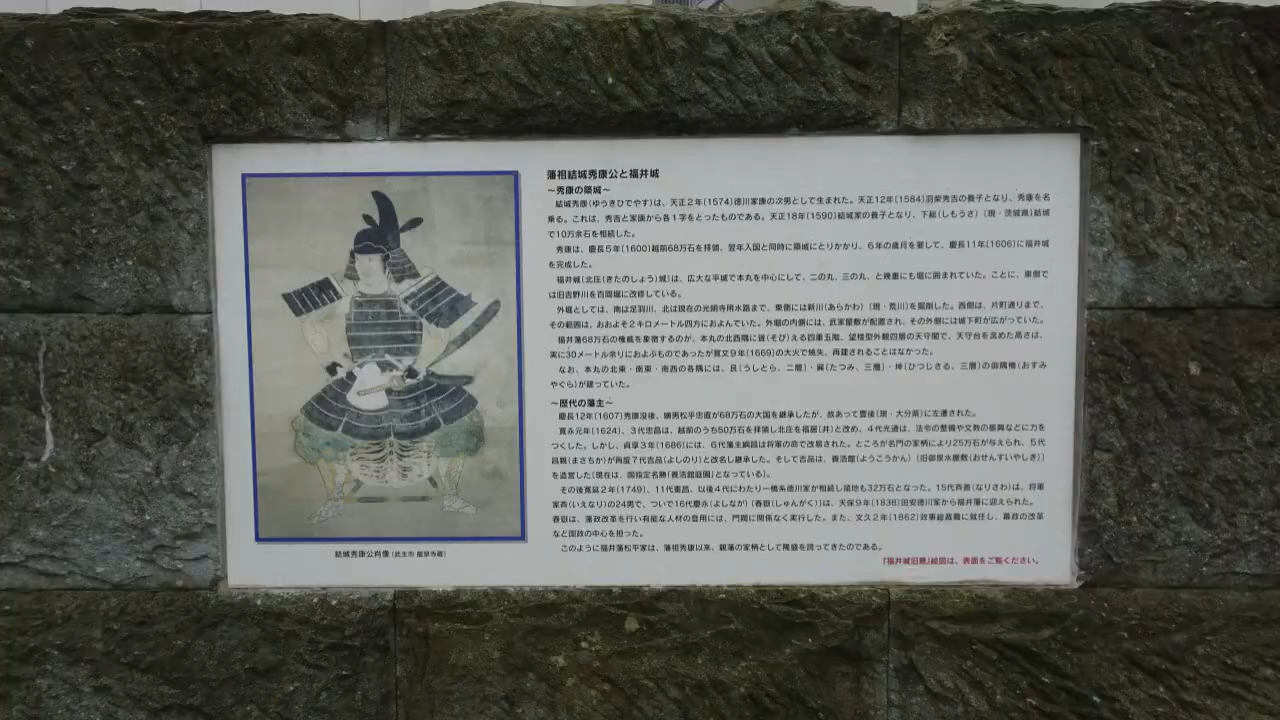 藩祖結城秀康公と福井城
〜秀康の築城〜
結城秀康(ゆうきひでやす)は、天正2年(1574)徳川家康の次男として生まれた。天正12年(1584)羽柴秀吉の養子となり、秀康を名
乗る。これは、秀吉と家康から各1字をとったものである。天正18年(1590)結城家の養子となり、下総(しもうさ)(現・茨城県)結城
で10万余石を相続した。
秀康は、慶長5年(1600)越前68万石を拝領、翌年入国と同時に築城にとりかかり、6年の歳月を要して、慶長11年(1606)に福井城
を完成した。
福井城(北庄(きたのしょう)城)は、広大な平城で本丸を中心にして、二の丸、三の丸、と幾重にも堀に囲まれていた。ことに、東側で
は旧吉野川を百間堀に改修している。
外堀としては、南は足羽川、北は現在の光明寺用水路まで、東側には新川(あらかわ)(現・荒川)を掘削した。西側は、片町通りまで、
その範囲は、おおよそ2キロメートル四方におよんでいた。外堀の内側には、武家屋敷が配置され、その外側には城下町が広がっていた。
福井藩68万石の権威を象徴するのが、本丸の北西隅に聳(そび)える四重五階、望楼型外観四層の天守閣で、天守台を含めた高さは、
実に30メートル余りにおよぶものであったが寛文9年(1669)の大火で焼失、再建されることはなかった。
なお、本丸の北東・南東・南西の各隅には、艮(うしとら、二層)・巽(たつみ、三層)・坤(ひつじさる、三層)の御隅櫓(おすみ
やぐら)が建っていた。
〜歴代の藩主〜
慶長12年(1607)秀康没後、嫡男松平忠直が68万石の大国を継承したが、故あって豊後(現・大分県)に左遷された。
寛永元年(1624)、3代忠昌は、越前のうち50万石を拝領し北庄を福居(井)と改め、4代光通は、法令の整備や文教の振興などに力を
つくした。しかし、貞享3年(1686)には、6代藩主綱昌は将軍の命で改易された。ところが名門の家柄により25万石が与えられ、5代
昌親(まさちか)が再度7代吉品(よしのり)と改名し継承した。そして吉品は、養浩館(ようこうかん)(旧御泉水屋敷(おせんすいやしき))
を造営した(現在は、国指定名勝「養浩館庭園」となっている)。
その後寛延2年(1749)、11代重昌、以後4代にわたり一橋系徳川家が相続し領地も32万石となった。15代斉善(なりさわ)は、将軍
家斉(いえなり)の24男で、ついで16代慶永(よしなが)(春嶽(しゅんがく))は、天保9年(1838)田安徳川家から福井藩に迎えられた。
春嶽は、藩政改革を行い有能な人材の登用には、門閥に関係なく実行した。また、文久2年(1862)政事総裁職に就任し、幕政の改革
など国政の中心を担った。
このように福井藩松平家は、藩祖秀康以来、親藩の家柄として隆盛を誇ってきたのである。
『福井城旧景』絵図は、表面をご覧ください。
結城秀康公肖像(武生市 龍泉寺蔵)